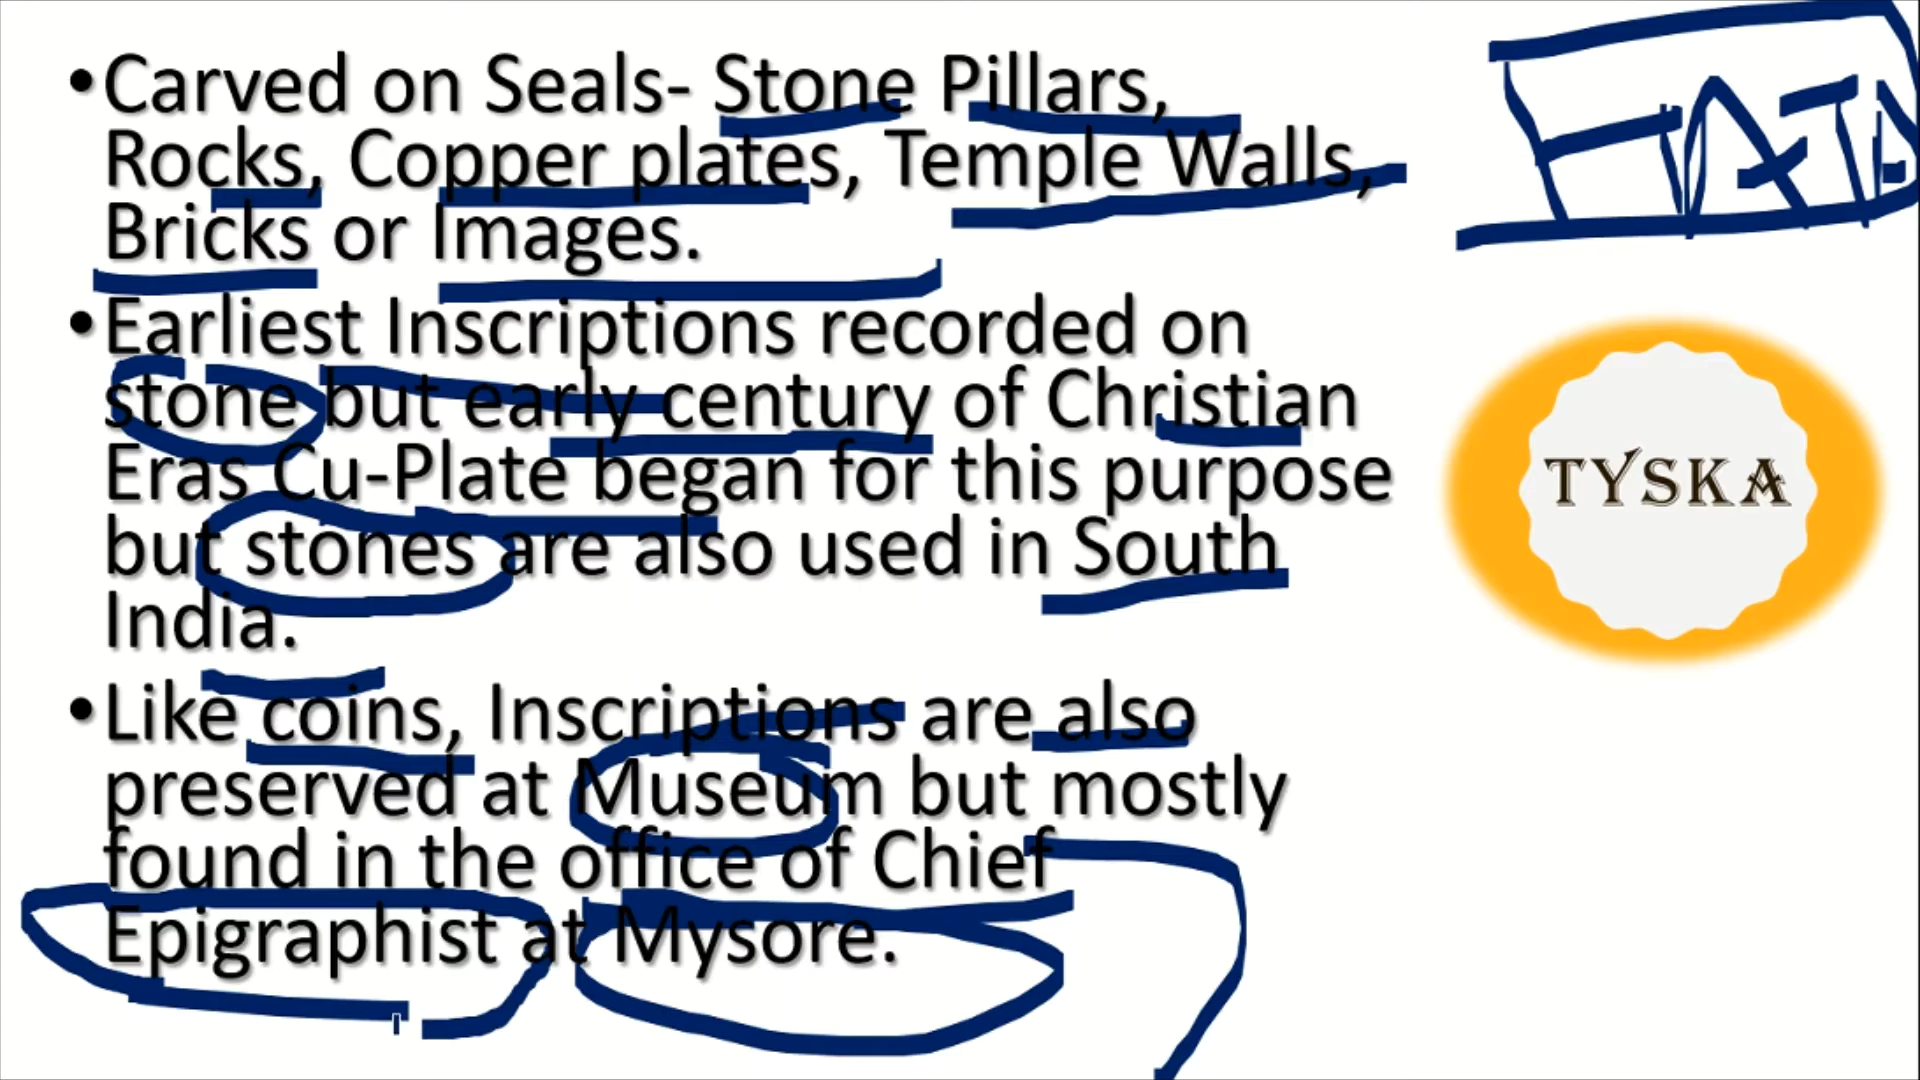 •Carved on Seals- Stone Pillars,
Rocks, Copper plates, Temple Walls,
Bricks or Images.
•Earliest Inscriptions recorded on
stone but early century of Christian
Eras Cu-Plate began for this purpose
but stones are also used in South
India.
•Like coins, Inscriptions are also
preserved at Museum but mostly
found in the office of Chief
Epigraphist at Mysore.
TYSKA